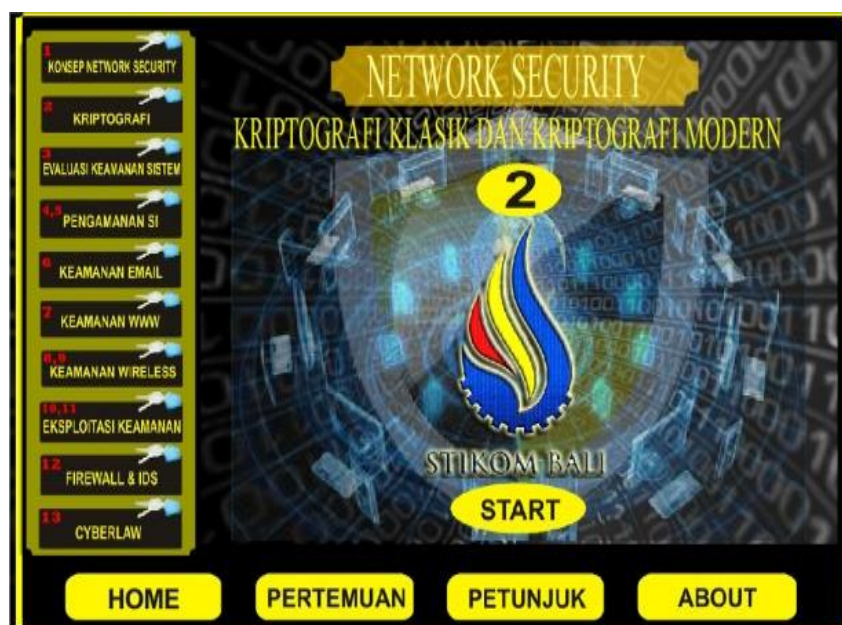 1
KONSEP NETWORK SECURITY
2
KRIPTOGRAFI
3
EVALUASI KEAMANAN SISTEM
4,5
PENGAMANAN SI
6
KEAMANAN EMAIL
7
KEAMANAN WWW
8,9
KEAMANAN WIRELESS
10,11
EKSPLOITASI KEAMANAN
12
FIREWALL & IDS
13
CYBERLAW
NETWORK SECURITY
KRIPTOGRAFI KLASIK DAN KRIPTOGRAFI MODERN
2
STIKOM BALI
START
HOME
PERTEMUAN
PETUNJUK
ABOUT